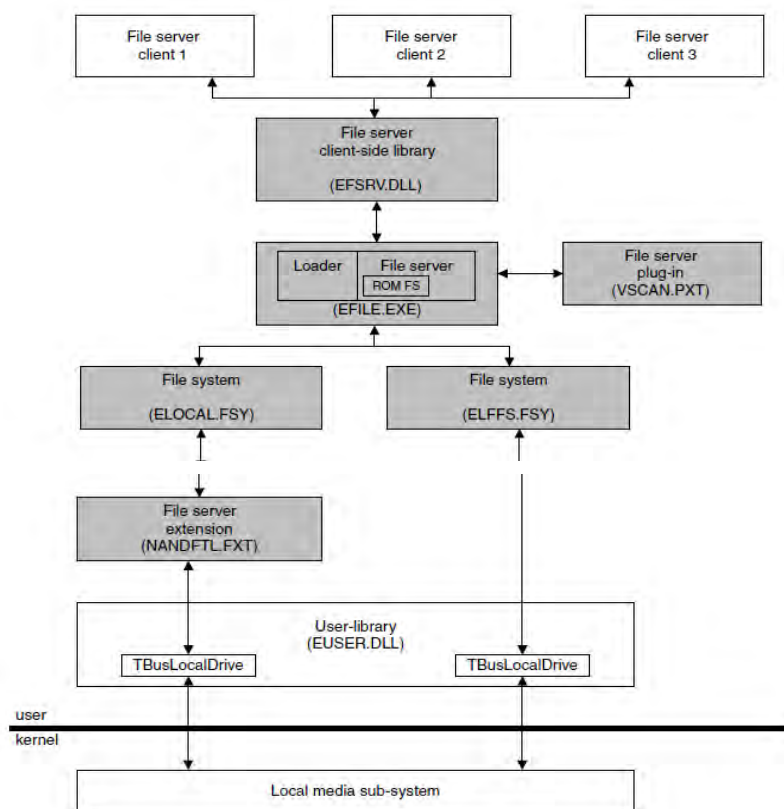 File server
client 1
File server
client 2
File server
client 3
File server
client-side library
(EFSRV.DLL)
Loader
File server
ROM FS
(EFILE.EXE)
File server
plug-in
(VSCAN.PXT)
File system
(ELOCAL.FSY)
File system
(ELFFS.FSY)
File server
extension
(NANDFTL.FXT)
User-library
(EUSER.DLL)
TBusLocalDrive
TBusLocalDrive
user
kernel
Local media sub-system